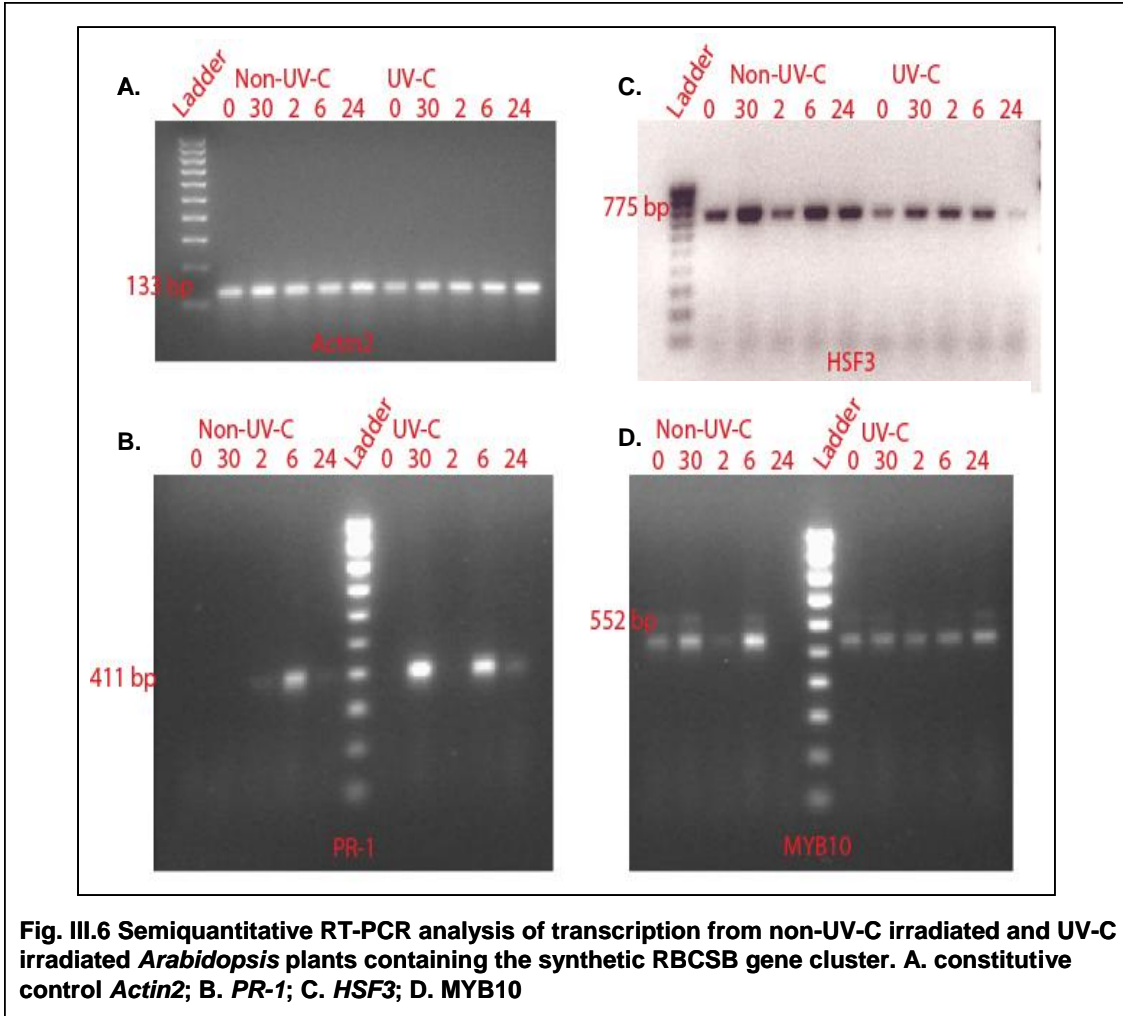 A.
Ladder
Non-UV-C UV-C
0 30 2 6 24 0 30 2 6 24
133 bp
Actin2
C.
Ladder
Non-UV-C UV-C
0 30 2 6 24 0 30 2 6 24
775 bp
HSF3
B.
Non-UV-C Ladder UV-C
0 30 2 6 24 0 30 2 6 24
411 bp
PR-1
D.
Non-UV-C Ladder UV-C
0 30 2 6 24 0 30 2 6 24
552 bp
MYB10
Fig. III.6 Semiquantitative RT-PCR analysis of transcription from non-UV-C irradiated and UV-C
irradiated Arabidopsis plants containing the synthetic RBCSB gene cluster. A. constitutive
control Actin2; B. PR-1; C. HSF3; D. MYB10